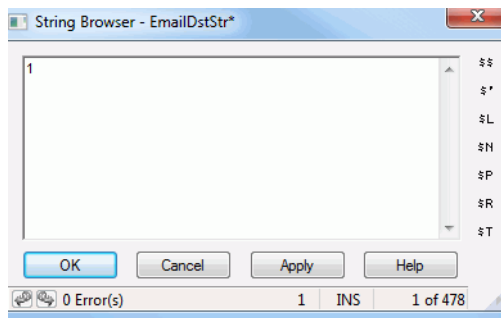 String Browser - EmailDstStr*
1
$$
$'
$L
$N
$P
$R
$T
OK Cancel Apply Help
0 Error(s) 1 INS 1 of 478